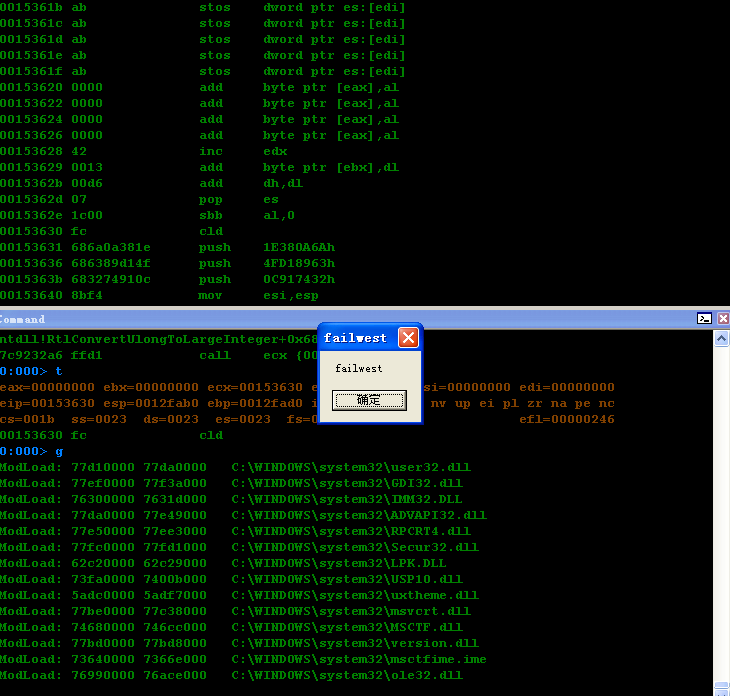 0015361b ab stos dword ptr es:[edi]
0015361c ab stos dword ptr es:[edi]
0015361d ab stos dword ptr es:[edi]
0015361e ab stos dword ptr es:[edi]
0015361f ab stos dword ptr es:[edi]
00153620 0000 add byte ptr [eax],al
00153622 0000 add byte ptr [eax],al
00153624 0000 add byte ptr [eax],al
00153626 0000 add byte ptr [eax],al
00153628 42 inc edx
00153629 0013 add byte ptr [ebx],dl
0015362b 00d6 add dh,dl
0015362d 07 pop es
0015362e 1c00 sbb al,0
00153630 fc cld
00153631 686a0a381e push 1E380A6Ah
00153636 686389d14f push 4FD18963h
0015363b 683274910c push 0C917432h
00153640 8bf4 mov esi,esp
Command
ntdll!RtlConvertUlongToLargeInteger+0x68
7c9232a6 ffd1 call ecx {00
0:000> t
eax=00000000 ebx=00000000 ecx=00153630 e si=00000000 edi=00000000
eip=00153630 esp=0012fab0 ebp=0012fad0 i nv up ei pl zr na pe nc
cs=001b ss=0023 ds=0023 es=0023 fs=0 efl=00000246
00153630 fc cld
0:000> g
failwest
failwest
确定
ModLoad: 77d10000 77da0000 C:\WINDOWS\system32\user32.dll
ModLoad: 77ef0000 77f3a000 C:\WINDOWS\system32\GDI32.dll
ModLoad: 76300000 7631d000 C:\WINDOWS\system32\IMM32.DLL
ModLoad: 77da0000 77e49000 C:\WINDOWS\system32\ADVAPI32.dll
ModLoad: 77e50000 77ee3000 C:\WINDOWS\system32\RPCRT4.dll
ModLoad: 77fc0000 77fd1000 C:\WINDOWS\system32\Secur32.dll
ModLoad: 62c20000 62c29000 C:\WINDOWS\system32\LPK.DLL
ModLoad: 73fa0000 7400b000 C:\WINDOWS\system32\USP10.dll
ModLoad: 5adc0000 5adf7000 C:\WINDOWS\system32\uxtheme.dll
ModLoad: 77be0000 77c38000 C:\WINDOWS\system32\msvcrt.dll
ModLoad: 74680000 746cc000 C:\WINDOWS\system32\MSCTF.dll
ModLoad: 77bd0000 77bd8000 C:\WINDOWS\system32\version.dll
ModLoad: 73640000 7366e000 C:\WINDOWS\system32\msctfime.ime
ModLoad: 76990000 76ace000 C:\WINDOWS\system32\ole32.dll